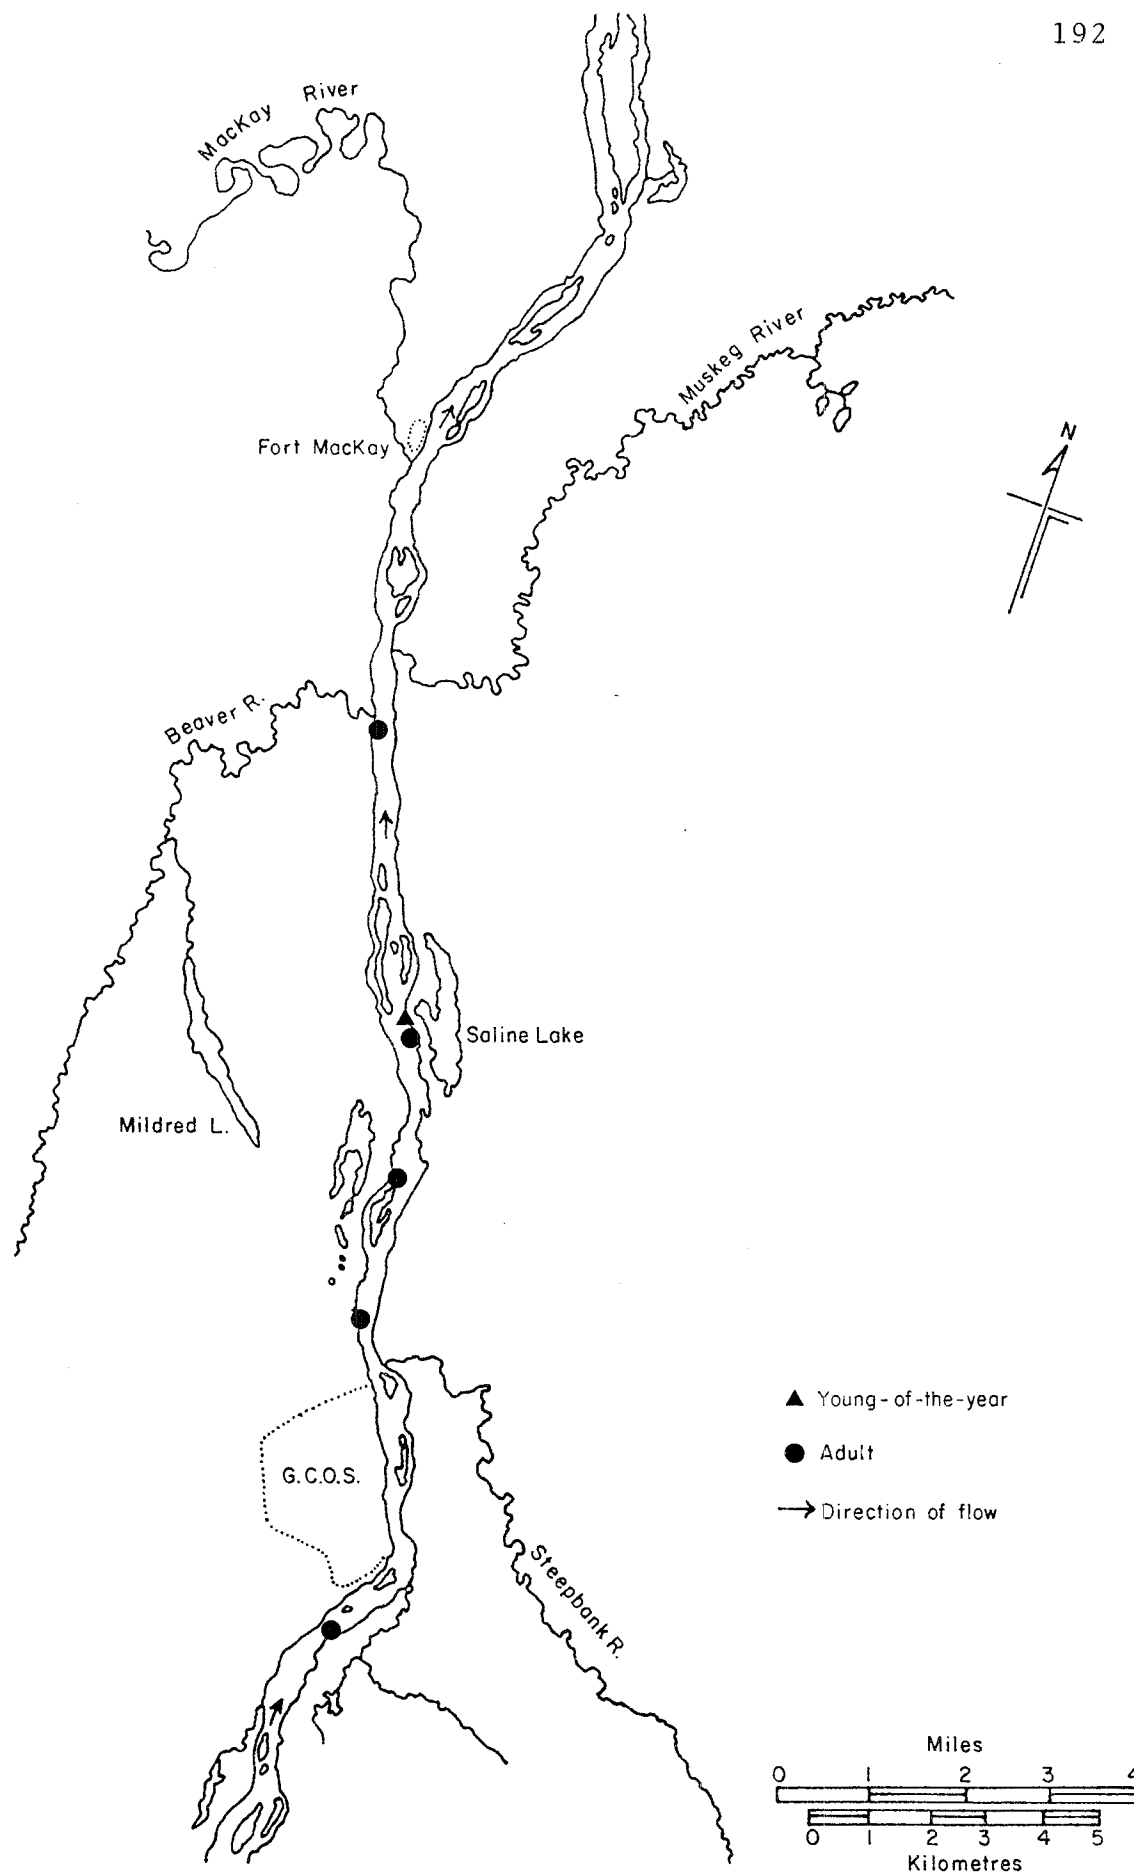 192
MacKay River
Muskeg River
Fort MacKay
N
Beaver R.
Saline Lake
Mildred L.
▲ Young-of-the-year
● Adult
G.C.O.S.
→ Direction of flow
Steepbank R.
Miles
0 1 2 3 4
0 1 2 3 4 5
Kilometres